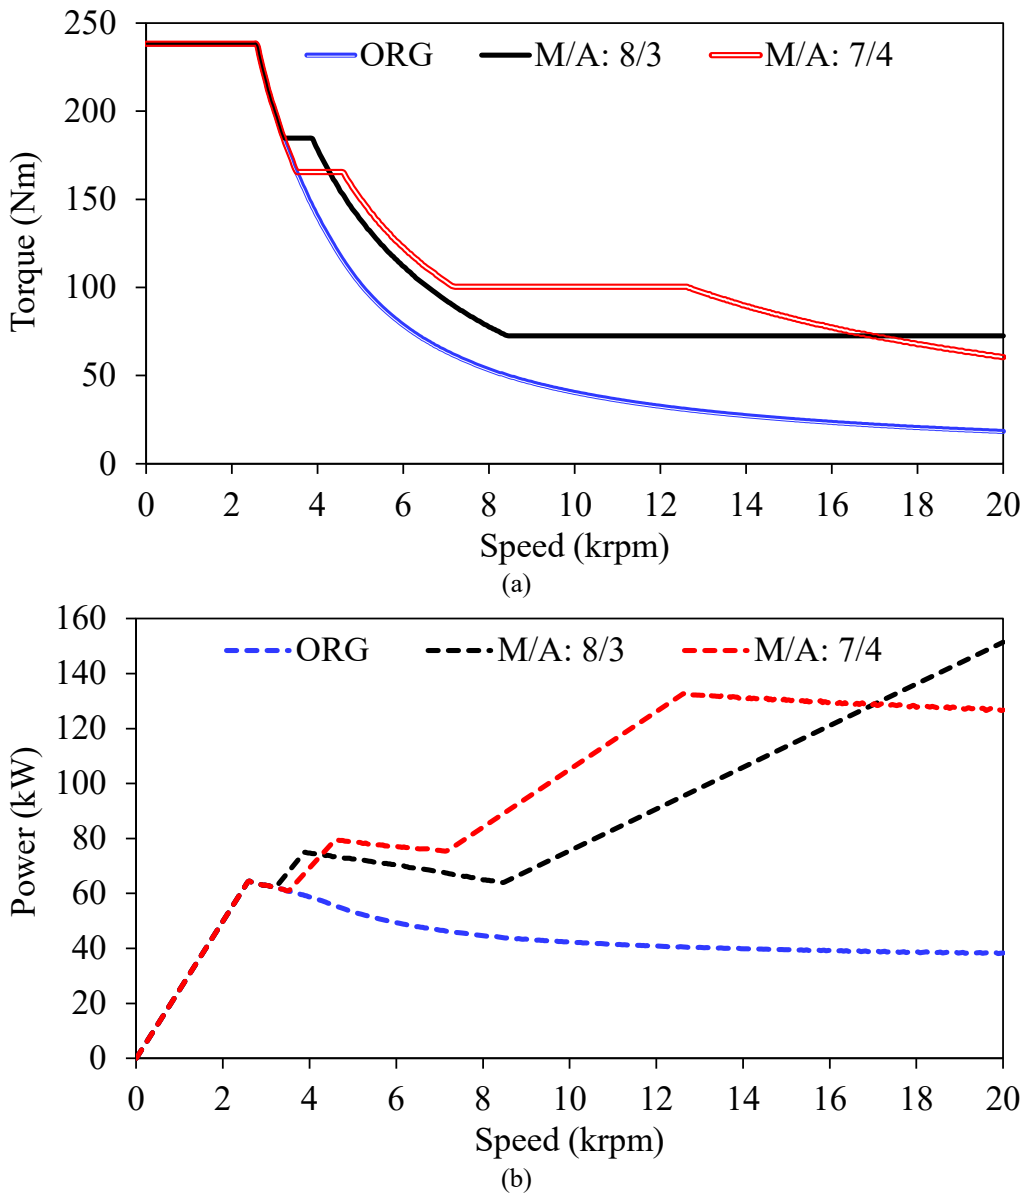 250
200
150
100
50
0
Torque (Nm)
ORG M/A: 8/3 M/A: 7/4
0 2 4 6 8 10 12 14 16 18 20
Speed (krpm)
(a)
160
140
120
100
80
60
40
20
0
Power (kW)
ORG M/A: 8/3 M/A: 7/4
0 2 4 6 8 10 12 14 16 18 20
Speed (krpm)
(b)